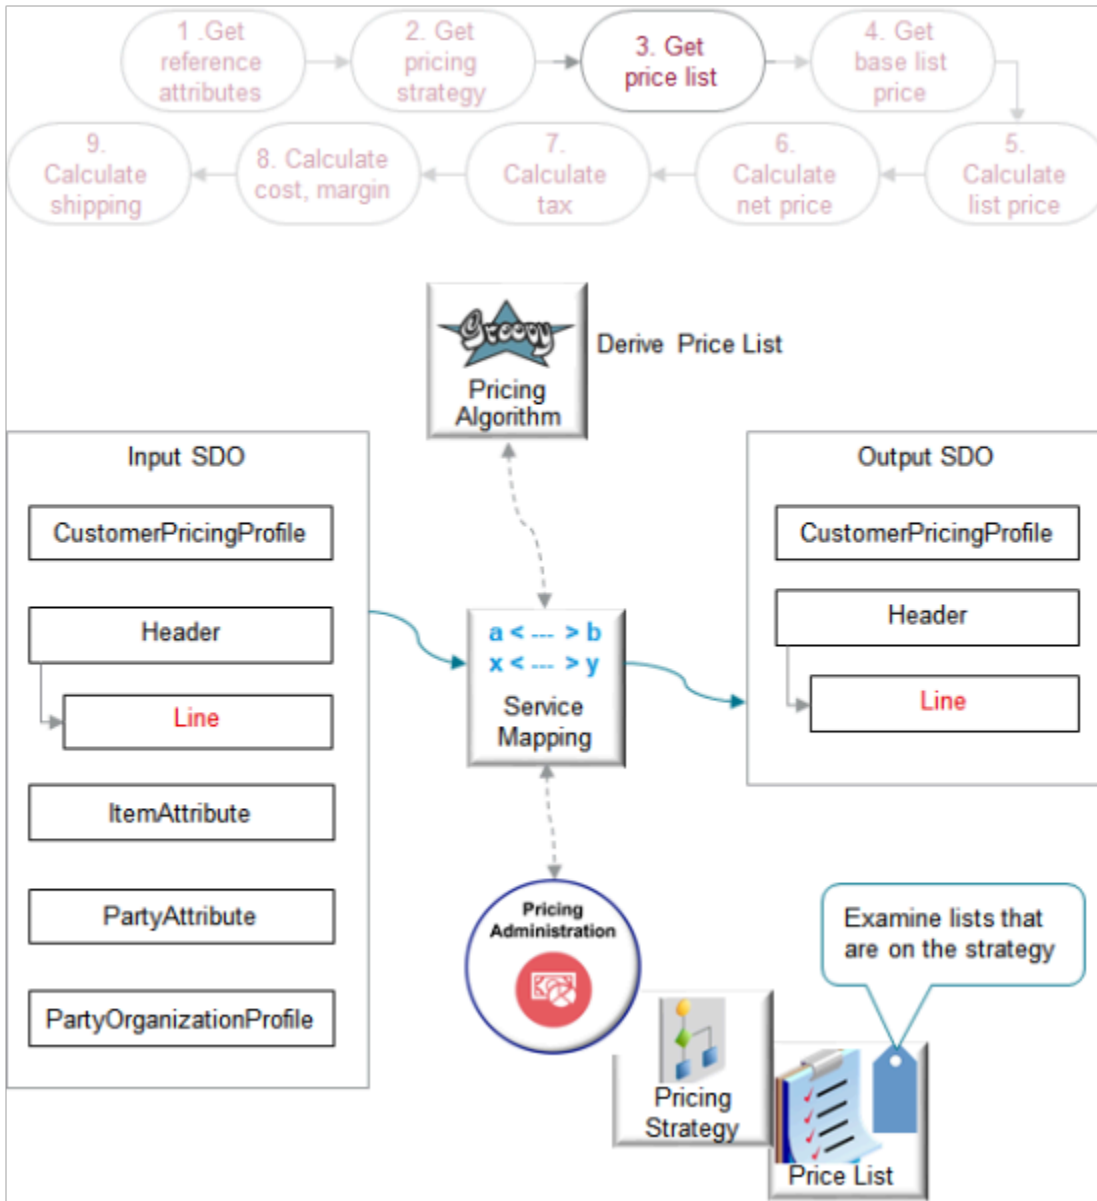 1 .Get
reference
attributes
2. Get
pricing
strategy
3. Get
price list
4. Get
base list
price
9.
Calculate
shipping
8. Calculate
cost, margin
7.
Calculate
tax
6.
Calculate
net price
5.
Calculate
list price
Groovy
Pricing
Algorithm
Derive Price List
Input SDO
CustomerPricingProfile
Header
Line
ItemAttribute
PartyAttribute
PartyOrganizationProfile
a < --- > b
x < --- > y
Service
Mapping
Output SDO
CustomerPricingProfile
Header
Line
Pricing
Administration
Examine lists that
are on the strategy
Pricing
Strategy
Price List